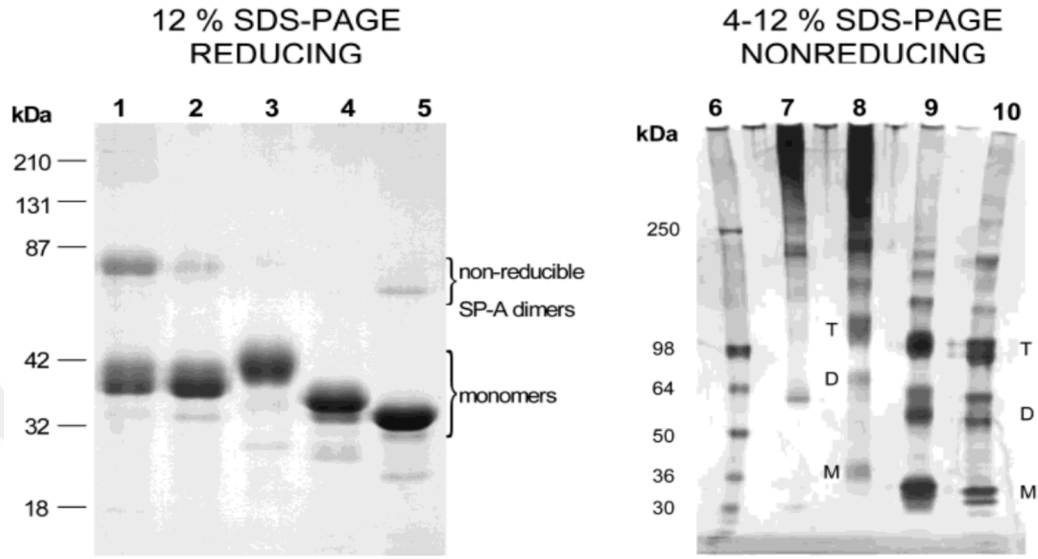 12 % SDS-PAGE
REDUCING
kDa 1 2 3 4 5
210
131
87
non-reducible
SP-A dimers
42
monomers
32
18
4-12 % SDS-PAGE
NONREDUCING
kDa 6 7 8 9 10
250
T
98 T
D
64
D
50
M
36
M
30